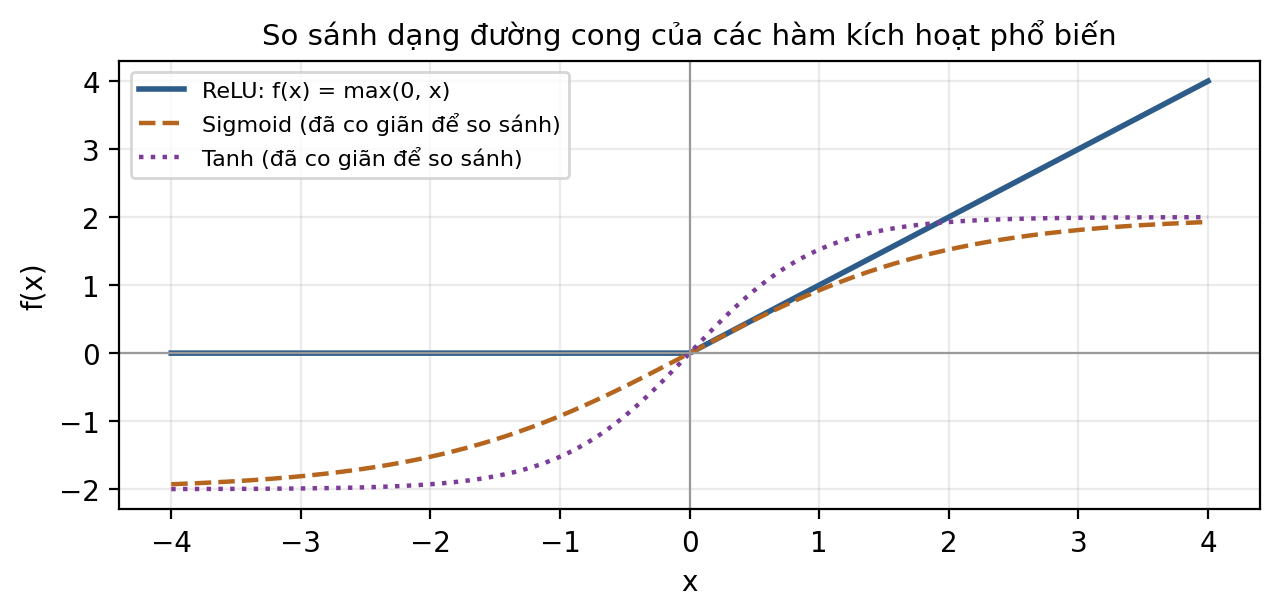 So sánh dạng đường cong của các hàm kích hoạt phổ biến
ReLU: f(x) = max(0, x)
Sigmoid (đã co giãn để so sánh)
Tanh (đã co giãn để so sánh)
f(x)
4
3
2
1
0
−1
−2
−4 −3 −2 −1 0 1 2 3 4
x